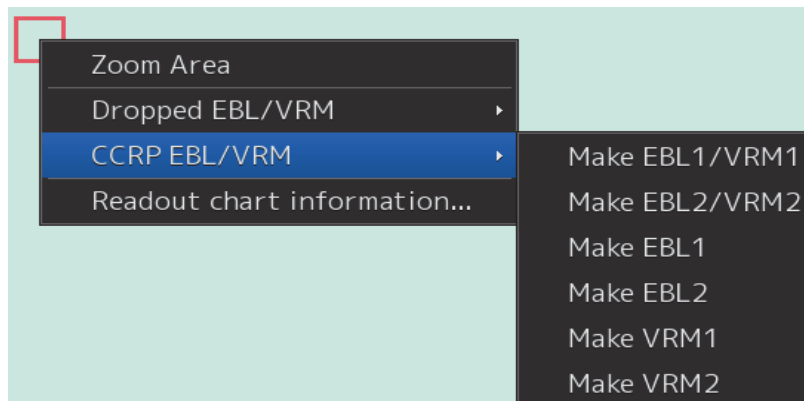 Zoom Area
Dropped EBL/VRM
CCRP EBL/VRM
Readout chart information...
Make EBL1/VRM1
Make EBL2/VRM2
Make EBL1
Make EBL2
Make VRM1
Make VRM2